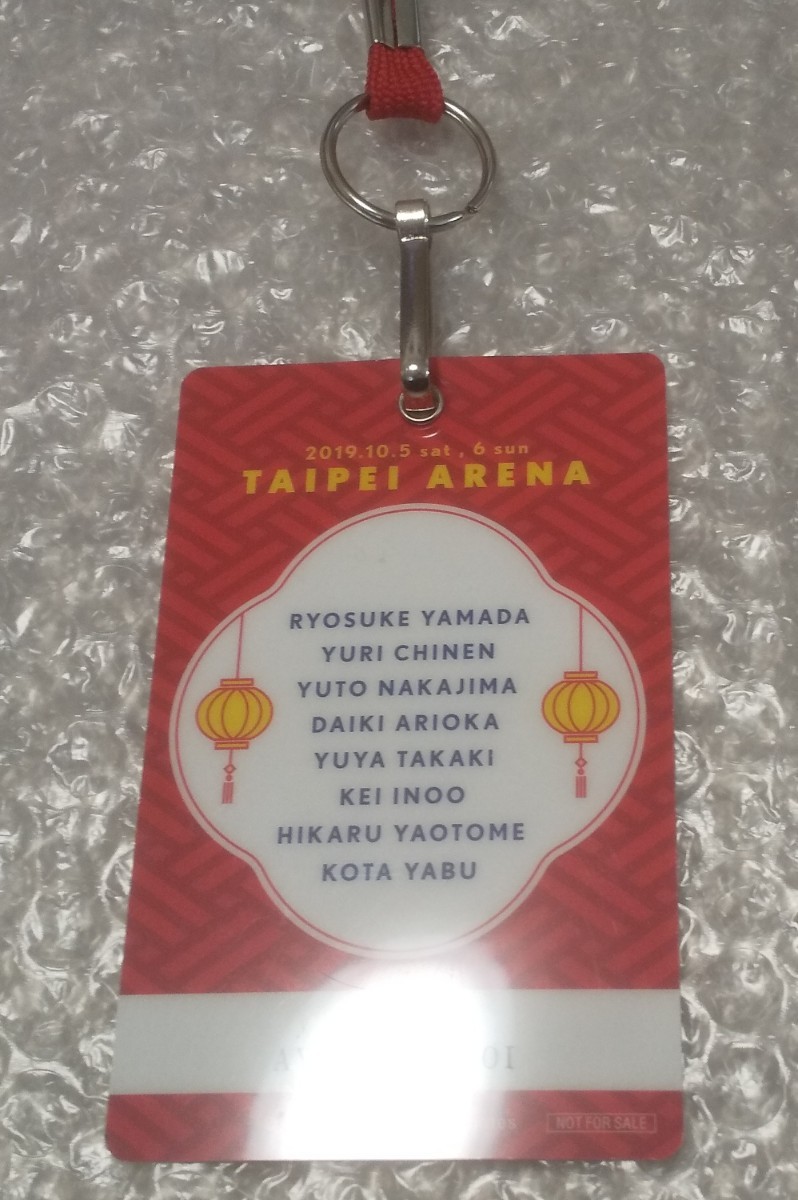 2019.10.5 sat , 6 sun
TAIPEI ARENA
RYOSUKE YAMADA
YURI CHINEN
YUTO NAKAJIMA
DAIKI ARIOKA
YUYA TAKAKI
KEI INOO
HIKARU YAOTOME
KOTA YABU
NOT FOR SALE